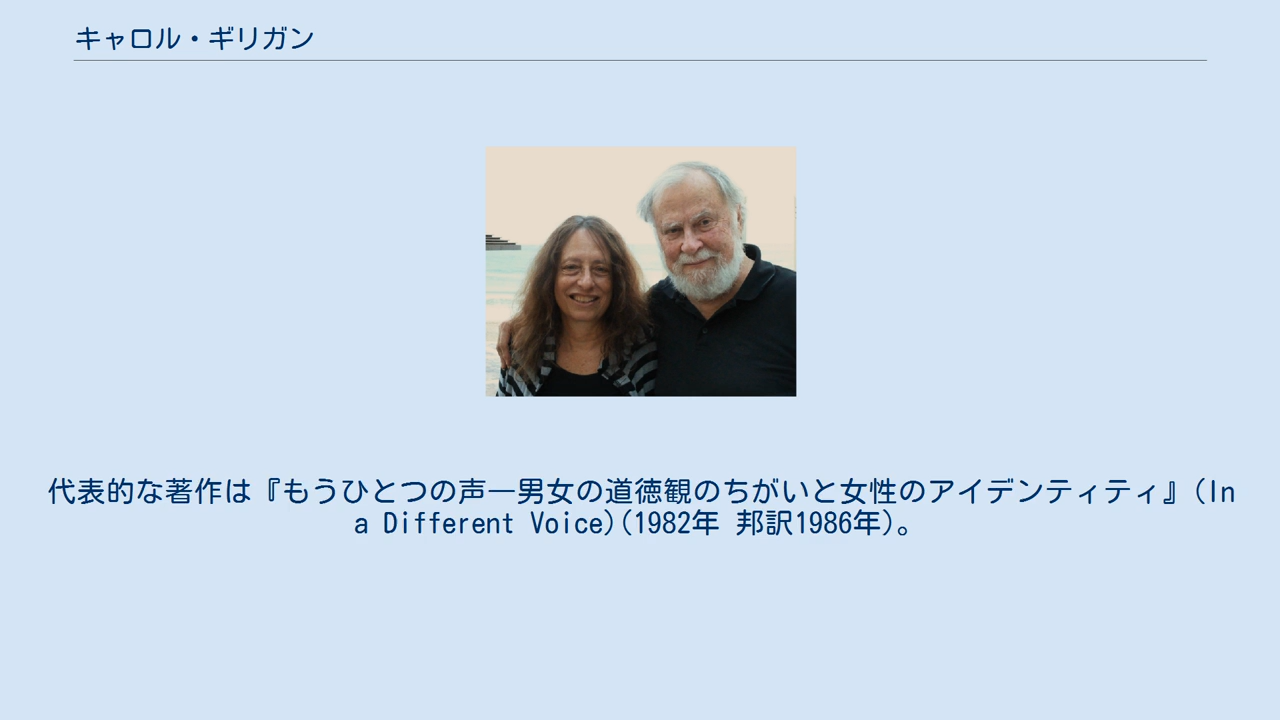 キャロル・ギリガン
代表的な著作は『もうひとつの声―男女の道徳観のちがいと女性のアイデンティティ』(In
a Different Voice)(1982年 邦訳1986年)。